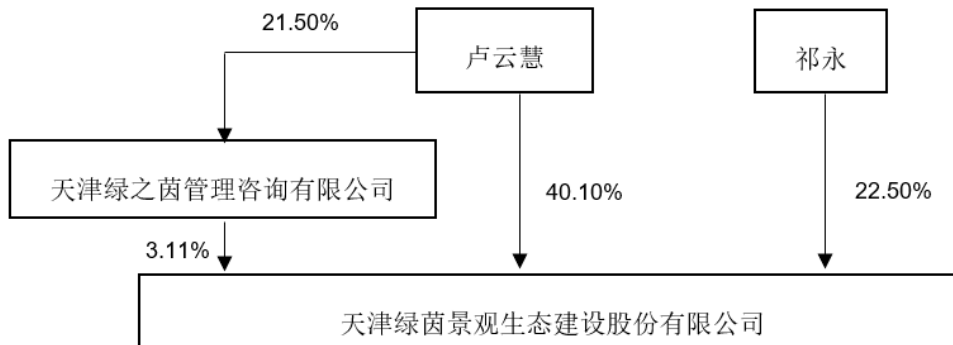 21.50%
卢云慧
祁永
天津绿之茵管理咨询有限公司
40.10%
22.50%
3.11%
天津绿茵景观生态建设股份有限公司